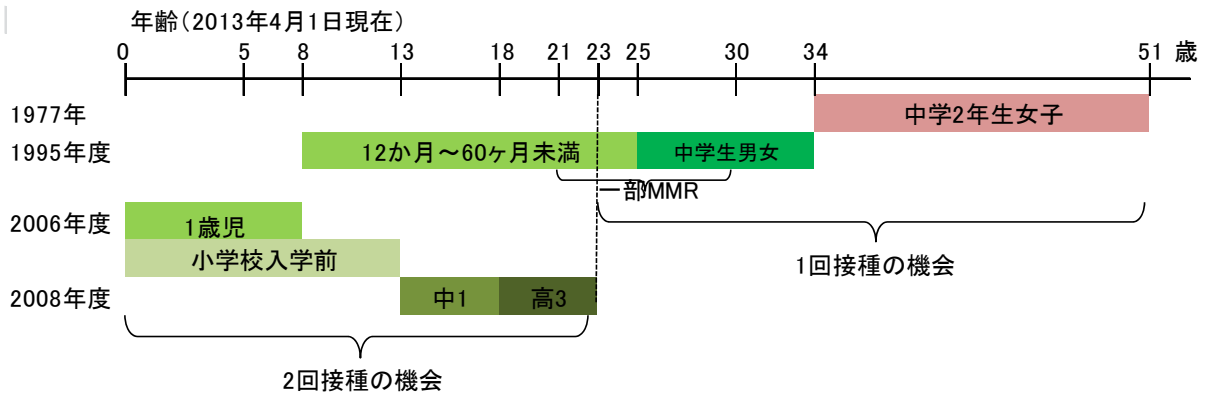 年齢(2013年4月1日現在)
0 5 8 13 18 21 23 25 30 34 51 歳
1977年 中学2年生女子
1995年度 12か月～60ヶ月未満 中学生男女
一部MMR
2006年度 1歳児
小学校入学前
1回接種の機会
2008年度 中1 高3
2回接種の機会